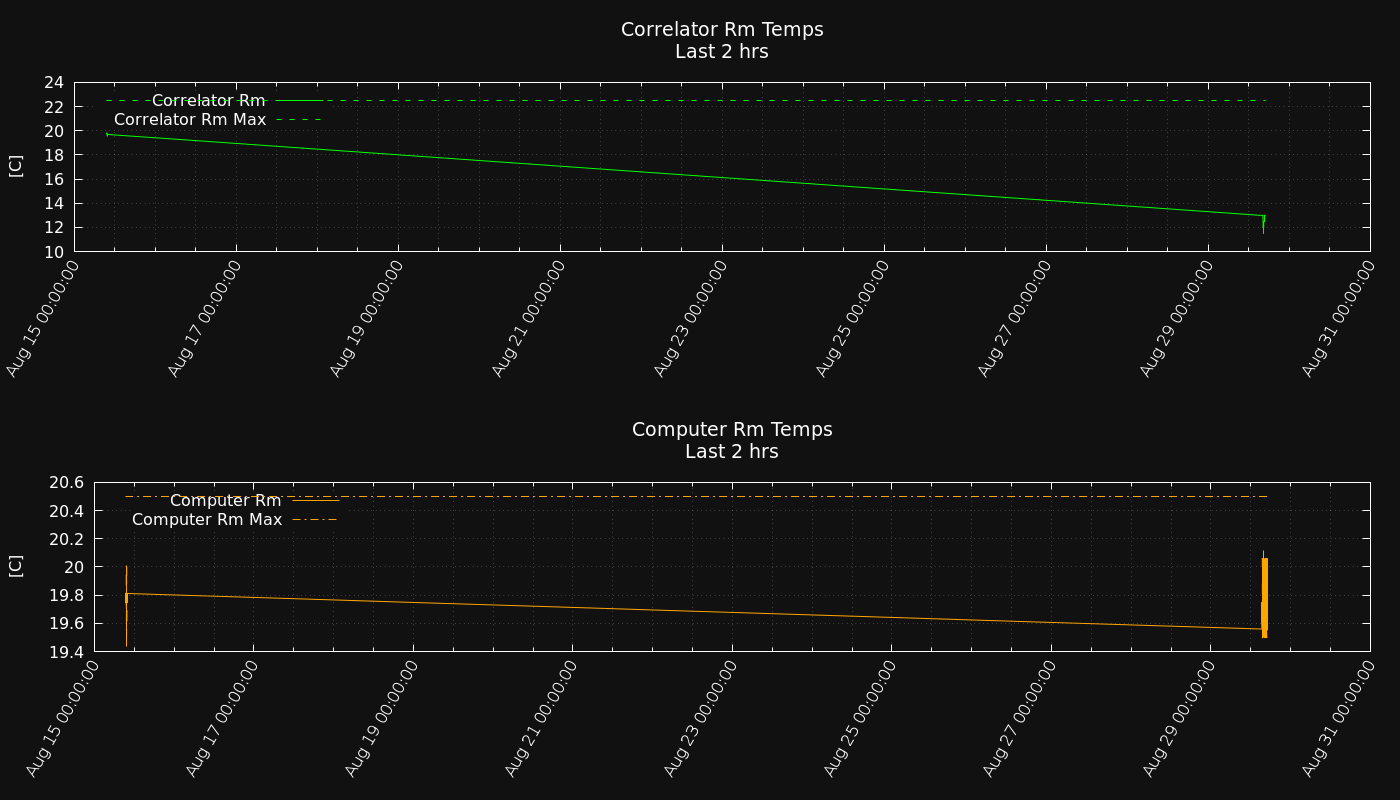 Correlator Rm Temps
Last 2 hrs
24
22
20
18
16
14
12
10
[C]
Correlator Rm
Correlator Rm Max
Aug 15 00:00:00
Aug 17 00:00:00
Aug 19 00:00:00
Aug 21 00:00:00
Aug 23 00:00:00
Aug 25 00:00:00
Aug 27 00:00:00
Aug 29 00:00:00
Aug 31 00:00:00
Computer Rm Temps
Last 2 hrs
20.6
20.4
20.2
20
19.8
19.6
19.4
[C]
Computer Rm
Computer Rm Max
Aug 15 00:00:00
Aug 17 00:00:00
Aug 19 00:00:00
Aug 21 00:00:00
Aug 23 00:00:00
Aug 25 00:00:00
Aug 27 00:00:00
Aug 29 00:00:00
Aug 31 00:00:00